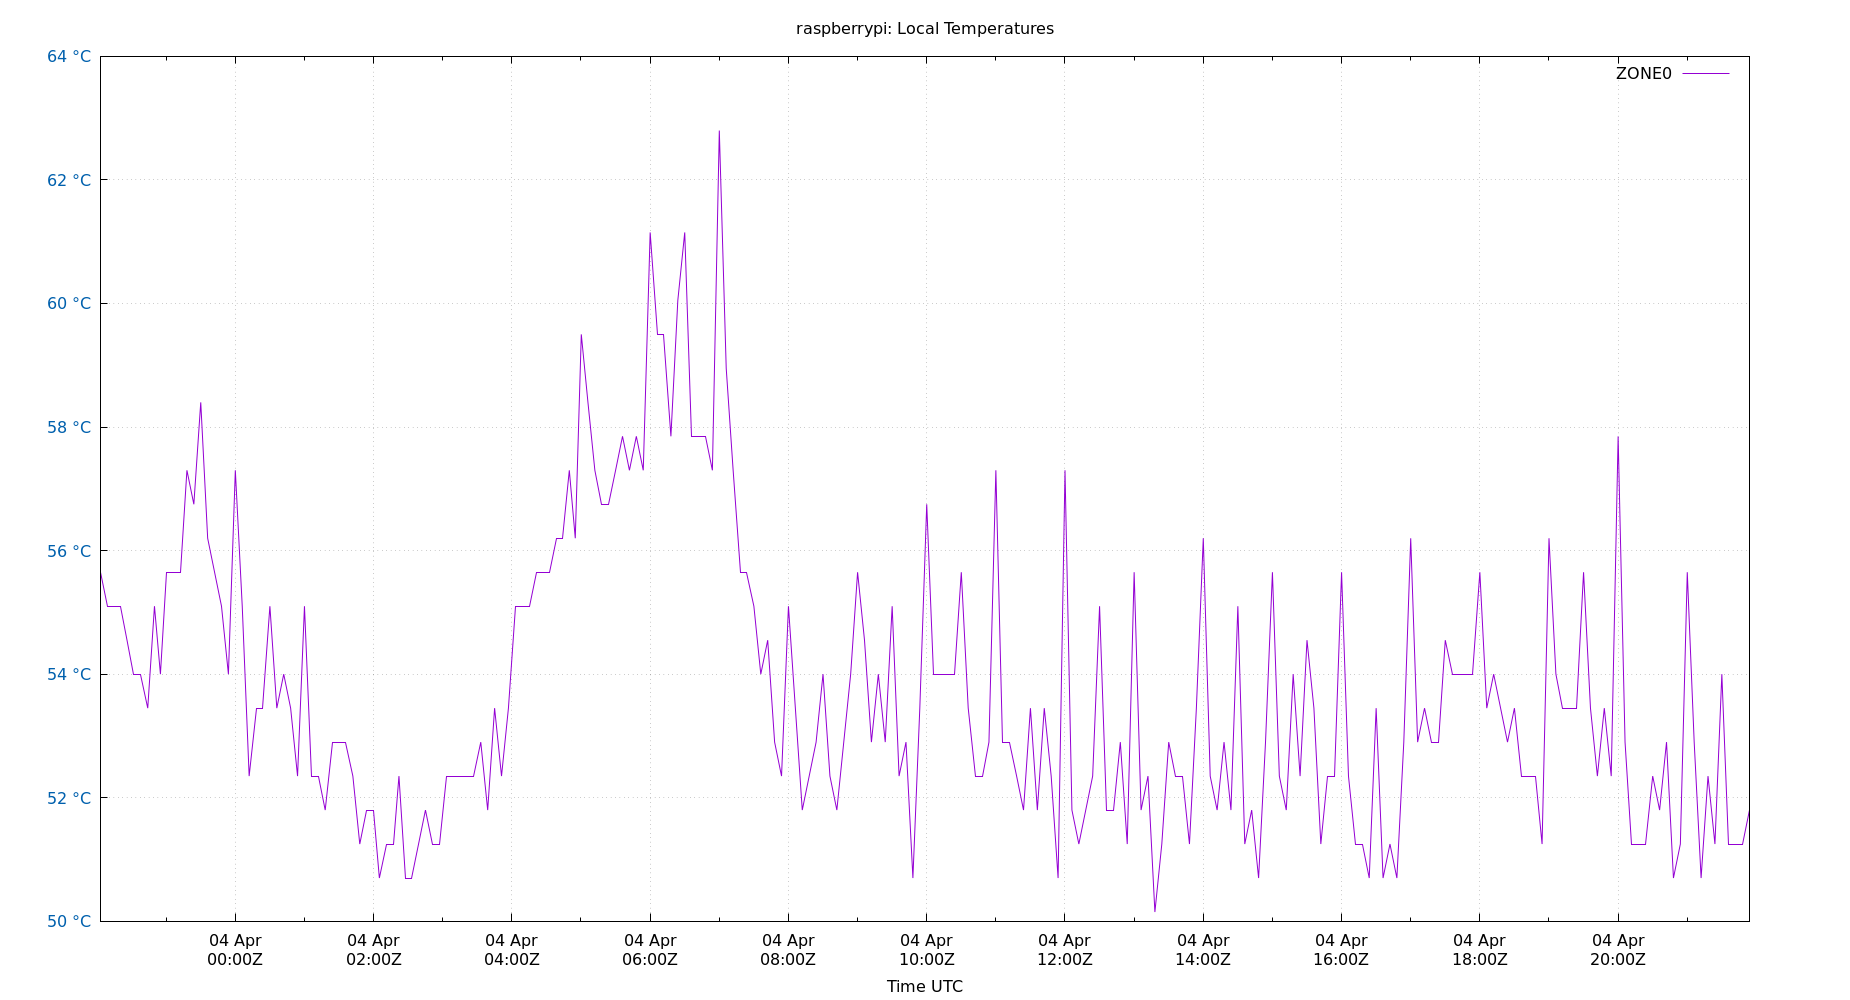 raspberrypi: Local Temperatures
64 °C
ZONE0
62 °C
60 °C
58 °C
56 °C
54 °C
52 °C
50 °C
04 Apr 04 Apr 04 Apr 04 Apr 04 Apr 04 Apr 04 Apr 04 Apr 04 Apr 04 Apr 04 Apr
00:00Z 02:00Z 04:00Z 06:00Z 08:00Z 10:00Z 12:00Z 14:00Z 16:00Z 18:00Z 20:00Z
Time UTC